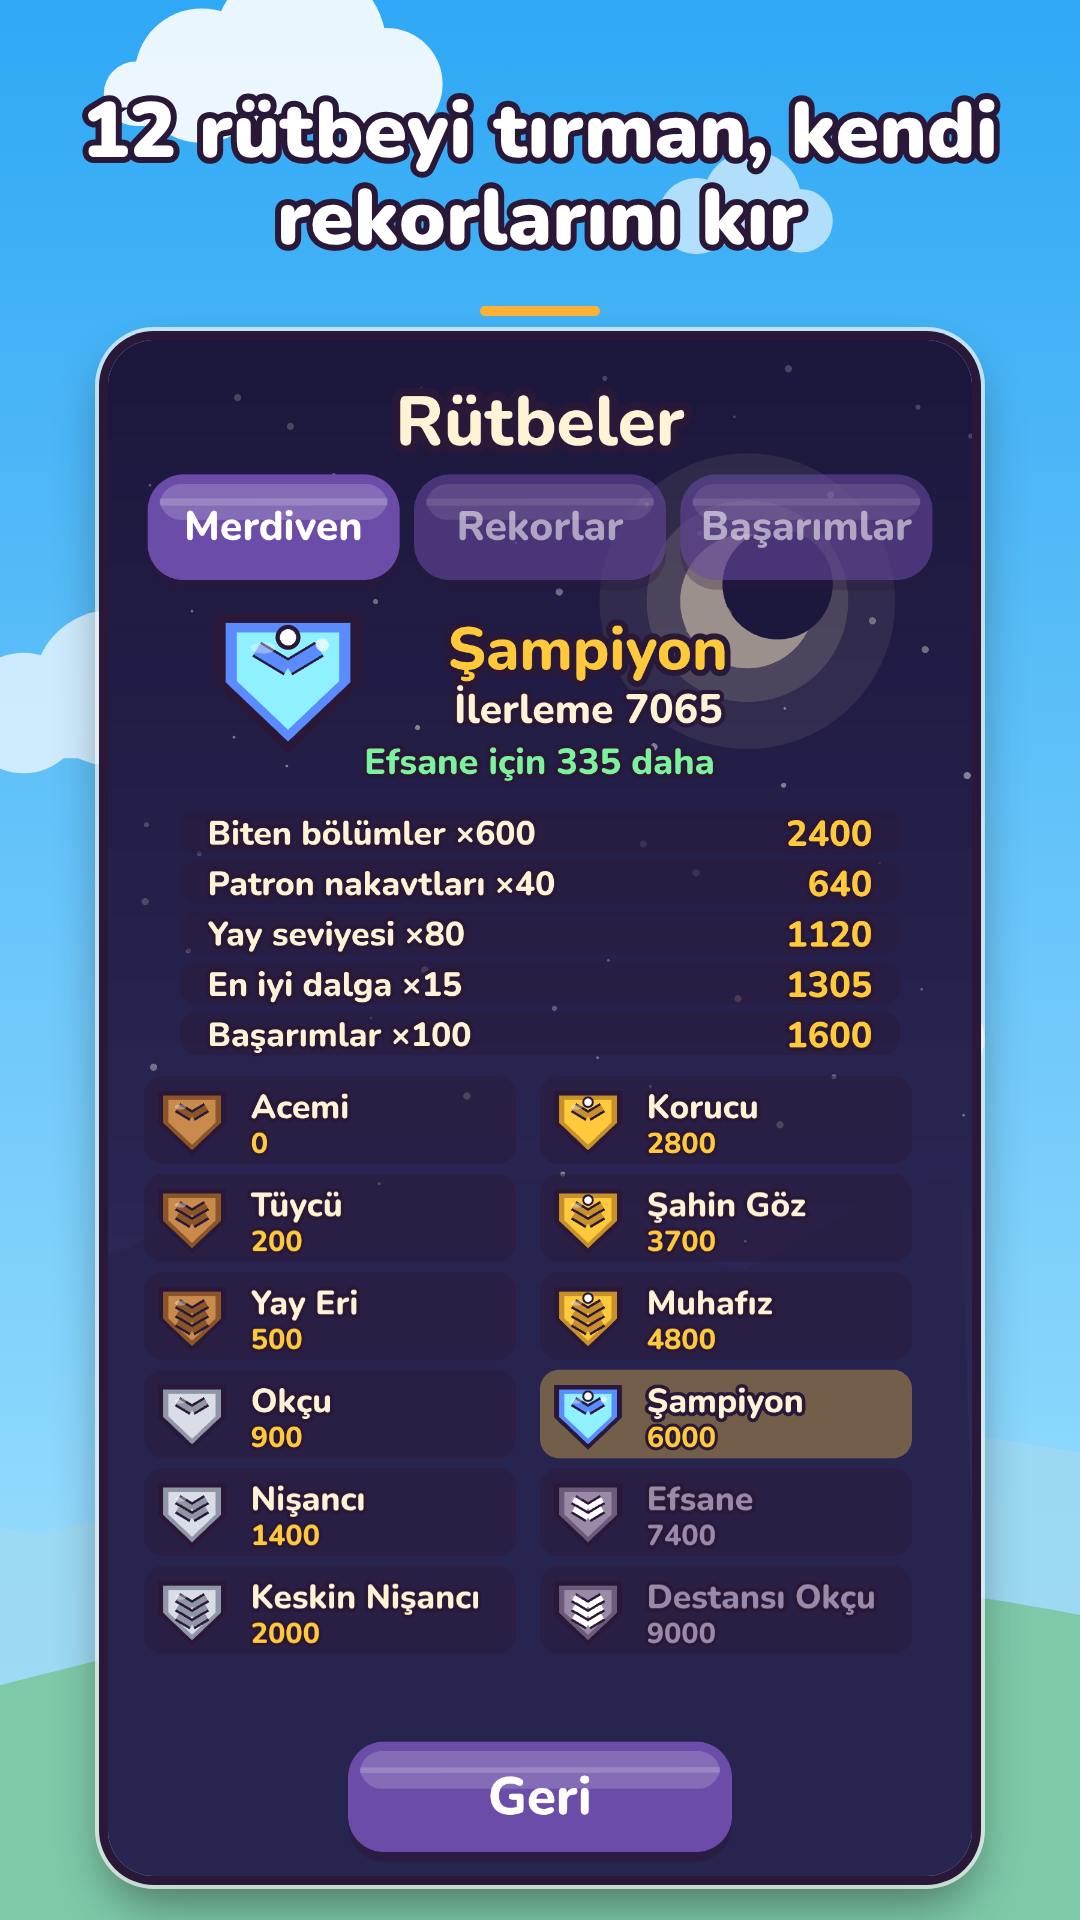 12 rütbeyi tırman, kendi
rekorlarını kır
Rütbeler
Merdiven
Rekorlar
Başarımlar
Şampiyon
İlerleme 7065
Efsane için 335 daha
Biten bölümler ×600 2400
Patron nakavtları ×40 640
Yay seviyesi ×80 1120
En iyi dalga ×15 1305
Başarımlar ×100 1600
Acemi
0
Korucu
2800
Tüycü
200
Şahin Göz
3700
Yay Eri
500
Muhafız
4800
Okçu
900
Şampiyon
6000
Nişancı
1400
Efsane
7400
Keskin Nişancı
2000
Destansı Okçu
9000
Geri